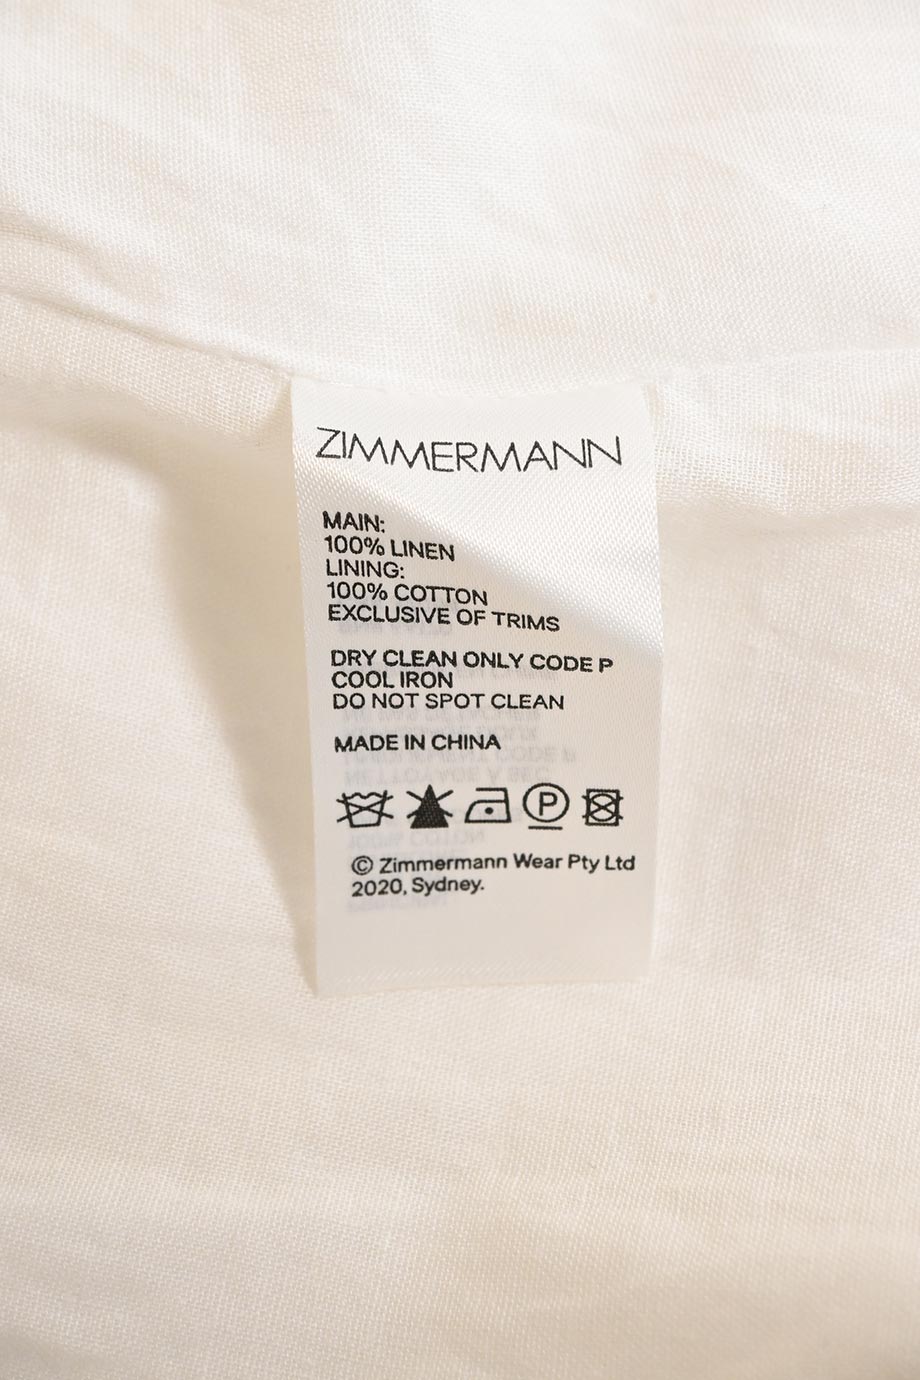 ZIMMERMANN
MAIN:
100% LINEN
LINING:
100% COTTON
EXCLUSIVE OF TRIMS
DRY CLEAN ONLY CODE P
COOL IRON
DO NOT SPOT CLEAN
MADE IN CHINA
P
© Zimmermann Wear Pty Ltd
2020, Sydney.